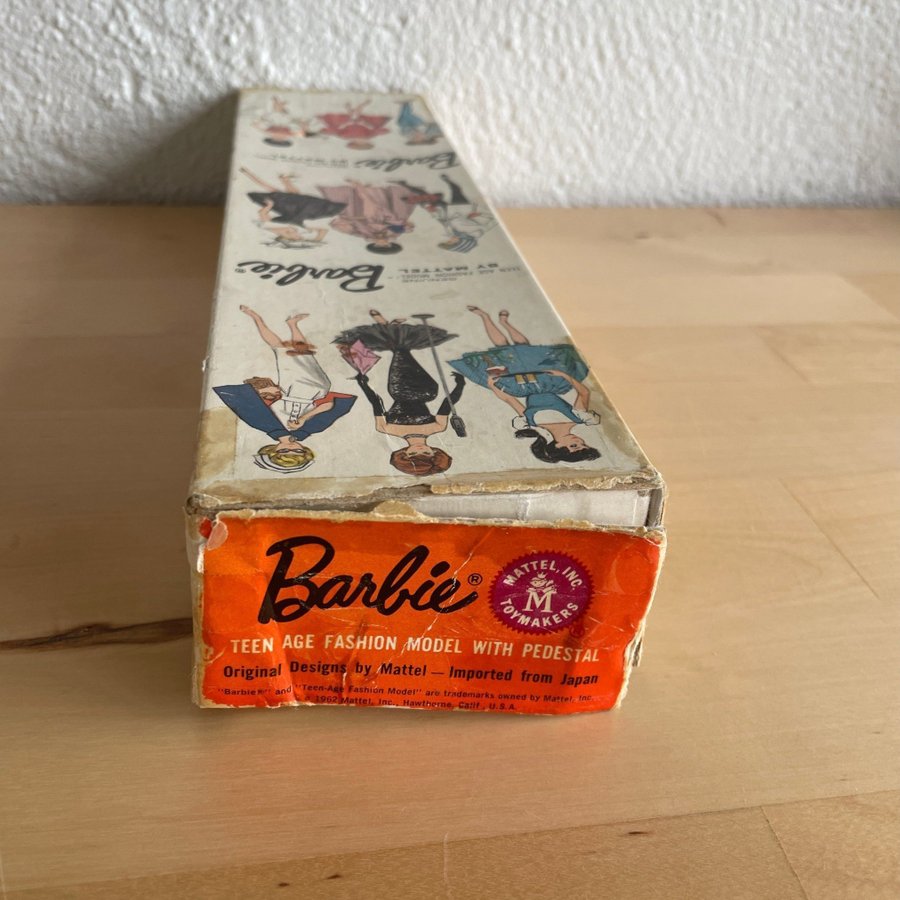 Barbie
Barbie®
TEEN AGE FASHION MODEL
BY MATTEL
Barbie®
MATTEL, INC.
M
TOYMAKERS
TEEN AGE FASHION MODEL WITH PEDESTAL
Original Designs by Mattel — Imported from Japan
"Barbie®" and "Teen-Age Fashion Model" are trademarks owned by Mattel, Inc.
1962 Mattel, Inc., Hawthorne, Calif., U.S.A.